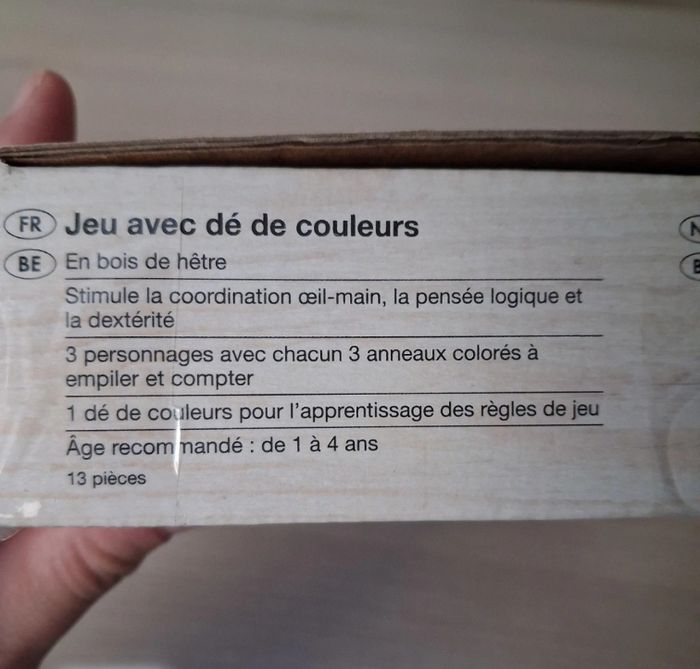 FR Jeu avec dé de couleurs
BE En bois de hêtre
Stimule la coordination œil-main, la pensée logique et
la dextérité
3 personnages avec chacun 3 anneaux colorés à
empiler et compter
1 dé de couleurs pour l'apprentissage des règles de jeu
Âge recommandé : de 1 à 4 ans
13 pièces